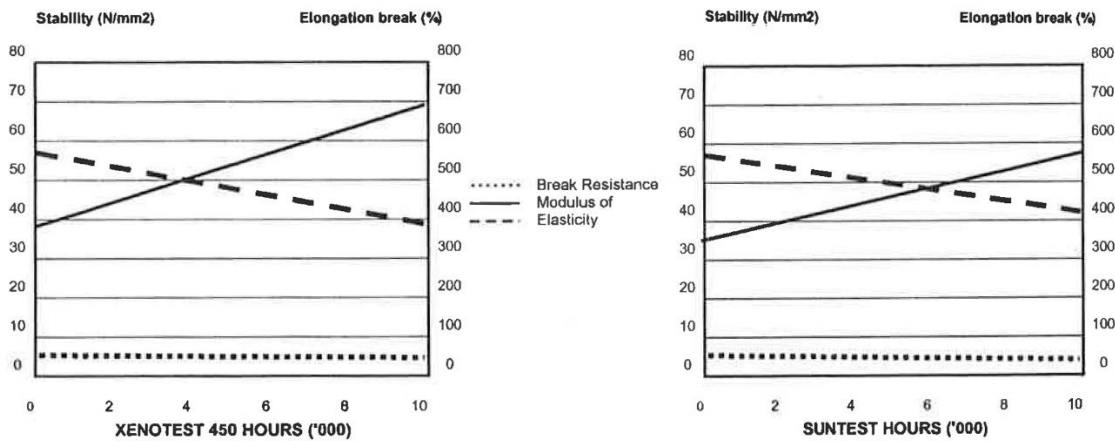 Stability (N/mm2) Elongation break (%)
80 800
70 700
60 600
50 500
40 400
30 300
20 200
10 100
0 0
0 2 4 6 8 10
XENOTEST 450 HOURS ('000)
Break Resistance
Modulus of
Elasticity
Stability (N/mm2) Elongation break (%)
80 800
70 700
60 600
50 500
40 400
30 300
20 200
10 100
0 0
0 2 4 6 8 10
SUNTEST HOURS ('000)